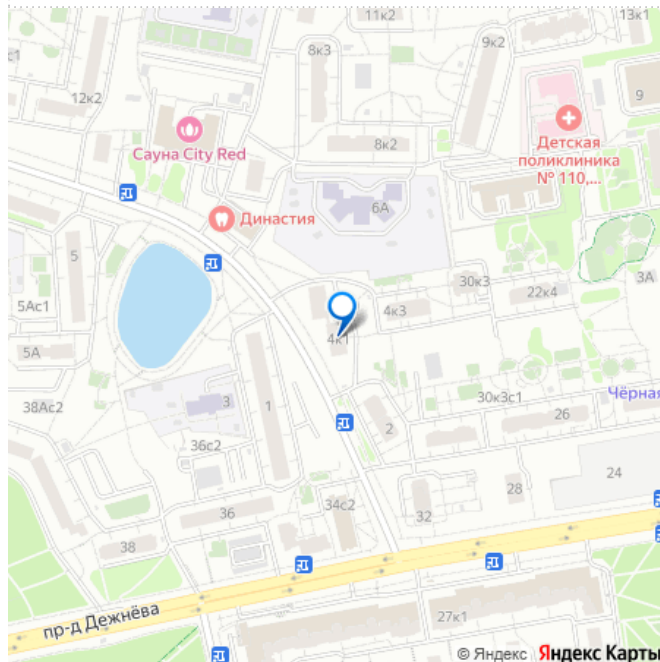 11к2
13к1
к1
8к3
9к2
12к2
9
Сауна City Red
8к2
Детская
поликлиника
№ 110,...
6А
Династия
5
30к3
3А
5Ас1
4к3
22к4
4к1
5А
30к3с1
Чёрная
38Ас2
3
1
2
26
36с2
24
28
34с2
36
32
38
27к1
пр-д Дежнёва
© Яндекс Яндекс Карты